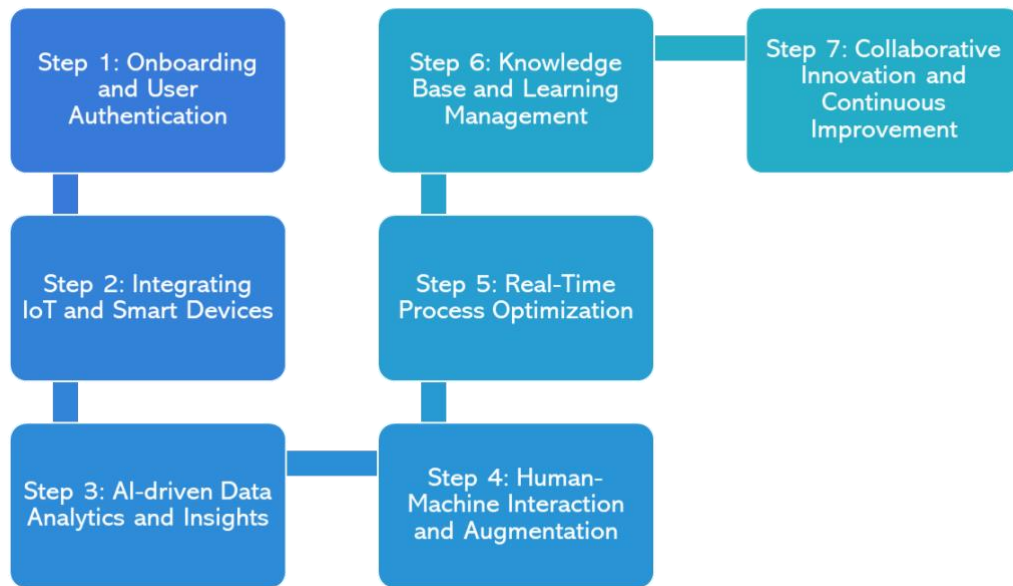 Step 1: Onboarding
and User
Authentication
Step 2: Integrating
IoT and Smart Devices
Step 3: AI-driven Data
Analytics and Insights
Step 4: Human-
Machine Interaction
and Augmentation
Step 5: Real-Time
Process Optimization
Step 6: Knowledge
Base and Learning
Management
Step 7: Collaborative
Innovation and
Continuous
Improvement